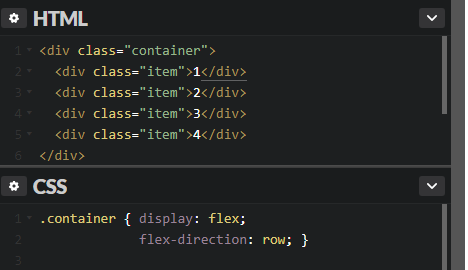 HTML
1 <div class="container">
2 <div class="item">1</div>
3 <div class="item">2</div>
4 <div class="item">3</div>
5 <div class="item">4</div>
6 </div>
CSS
1 .container { display: flex;
2 flex-direction: row; }
3